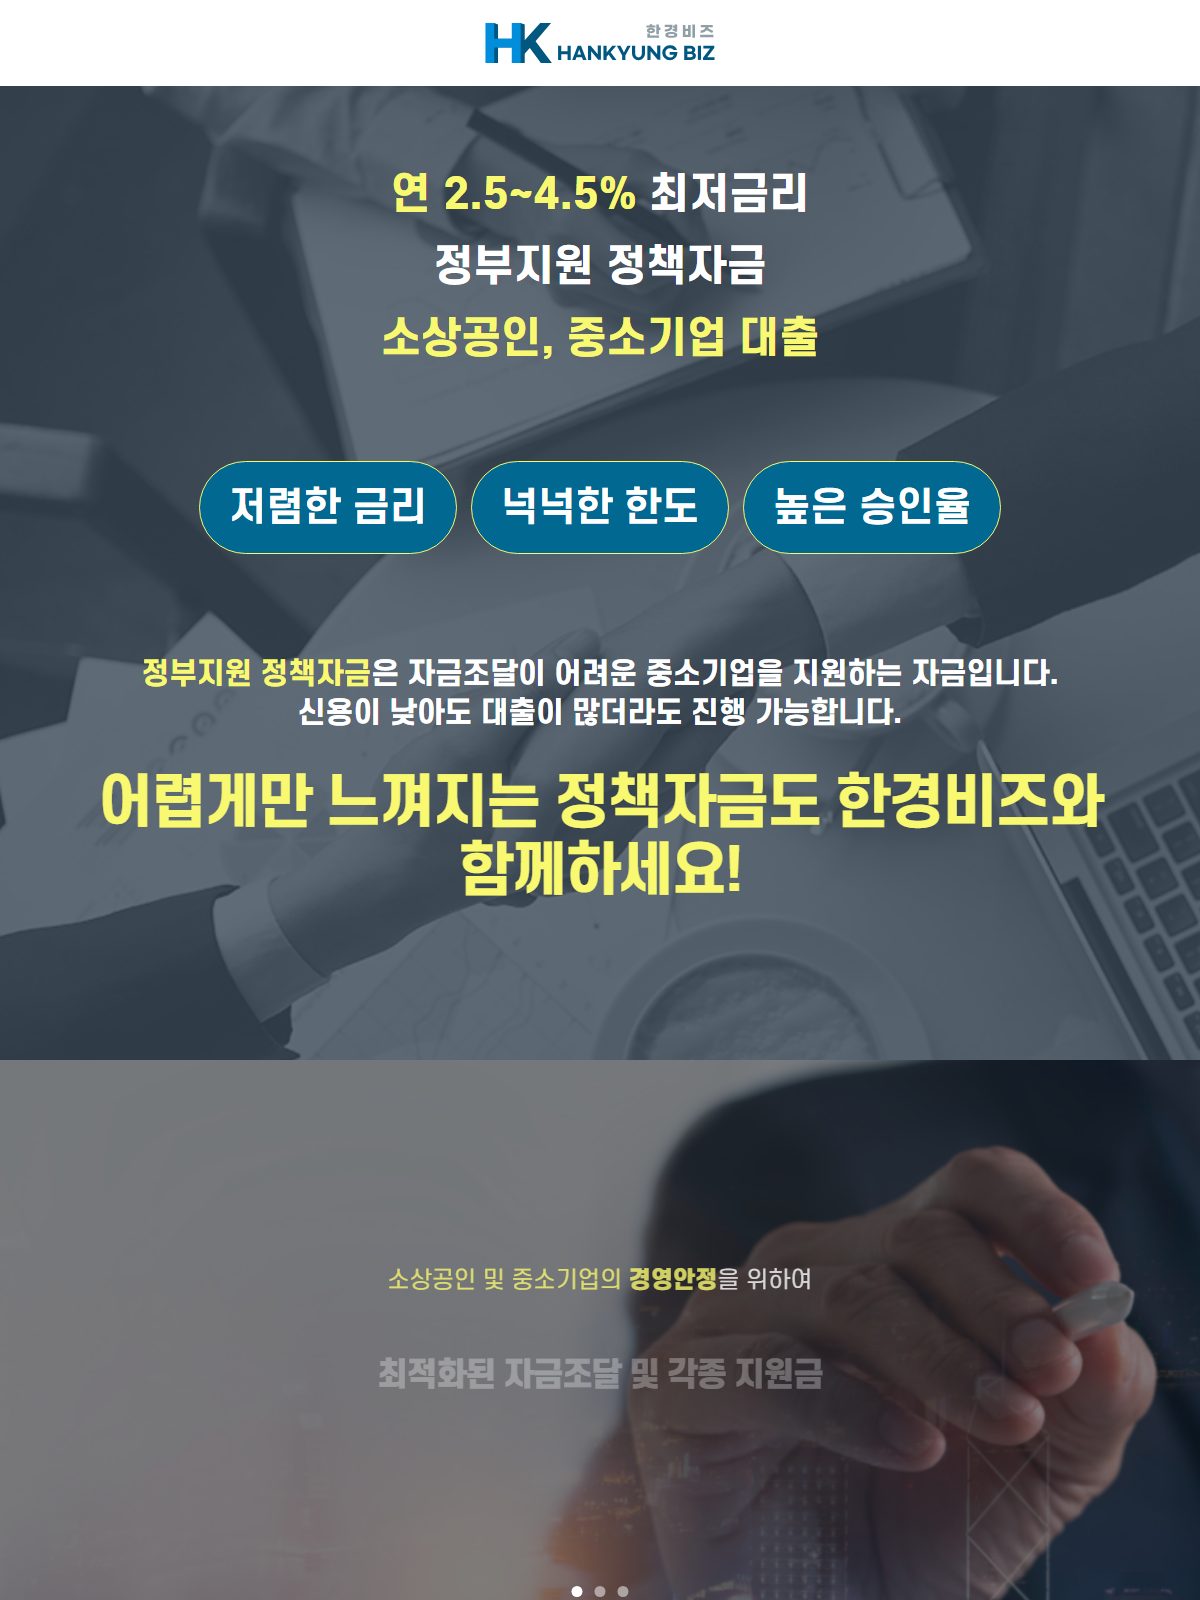 한경비즈
HK HANKYUNG BIZ
연 2.5~4.5% 최저금리
정부지원 정책자금
소상공인, 중소기업 대출
저렴한 금리
넉넉한 한도
높은 승인율
정부지원 정책자금은 자금조달이 어려운 중소기업을 지원하는 자금입니다.
신용이 낮아도 대출이 많더라도 진행 가능합니다.
어렵게만 느껴지는 정책자금도 한경비즈와
함께하세요!
소상공인 및 중소기업의 경영안정을 위하여
최적화된 자금조달 및 각종 지원금